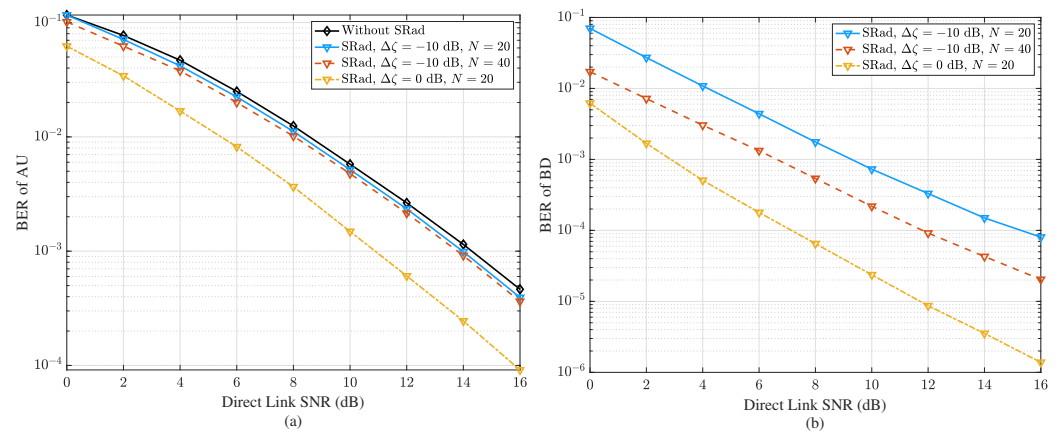 BER of AU
10⁻¹
10⁻²
10⁻³
10⁻⁴
Without SRad
SRad, Δζ = −10 dB, N = 20
SRad, Δζ = −10 dB, N = 40
SRad, Δζ = 0 dB, N = 20
0 2 4 6 8 10 12 14 16
Direct Link SNR (dB)
(a)
BER of BD
10⁻¹
10⁻²
10⁻³
10⁻⁴
10⁻⁵
10⁻⁶
SRad, Δζ = −10 dB, N = 20
SRad, Δζ = −10 dB, N = 40
SRad, Δζ = 0 dB, N = 20
0 2 4 6 8 10 12 14 16
Direct Link SNR (dB)
(b)